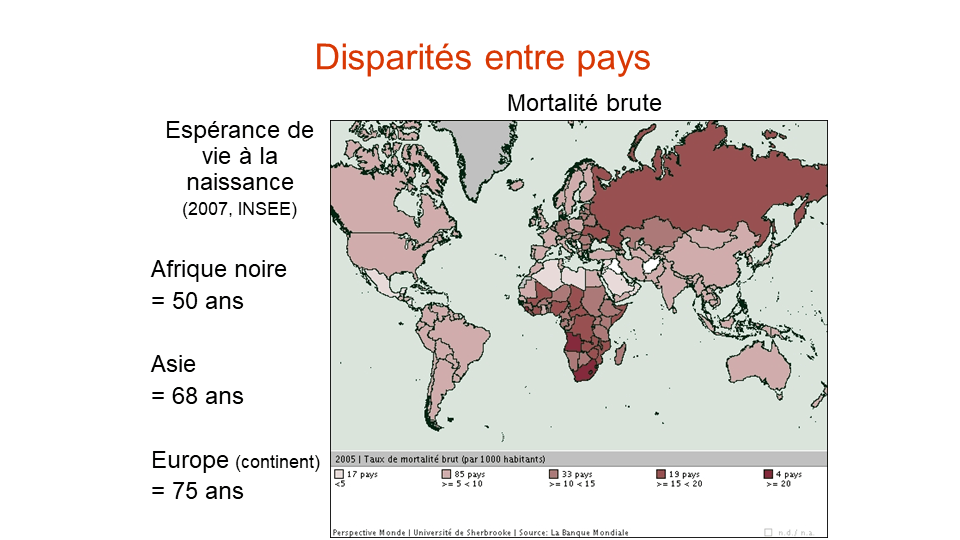 Disparités entre pays
Mortalité brute
Espérance de
vie à la
naissance
(2007, INSEE)
Afrique noire
= 50 ans
Asie
= 68 ans
Europe (continent)
= 75 ans
2005 | Taux de mortalité brut (par 1000 habitants)
17 pays
<5
85 pays
>= 5 < 10
33 pays
>= 10 < 15
19 pays
>= 15 < 20
4 pays
>= 20
Perspective Monde | Université de Sherbrooke | Source: La Banque Mondiale
n.d./ n.a.